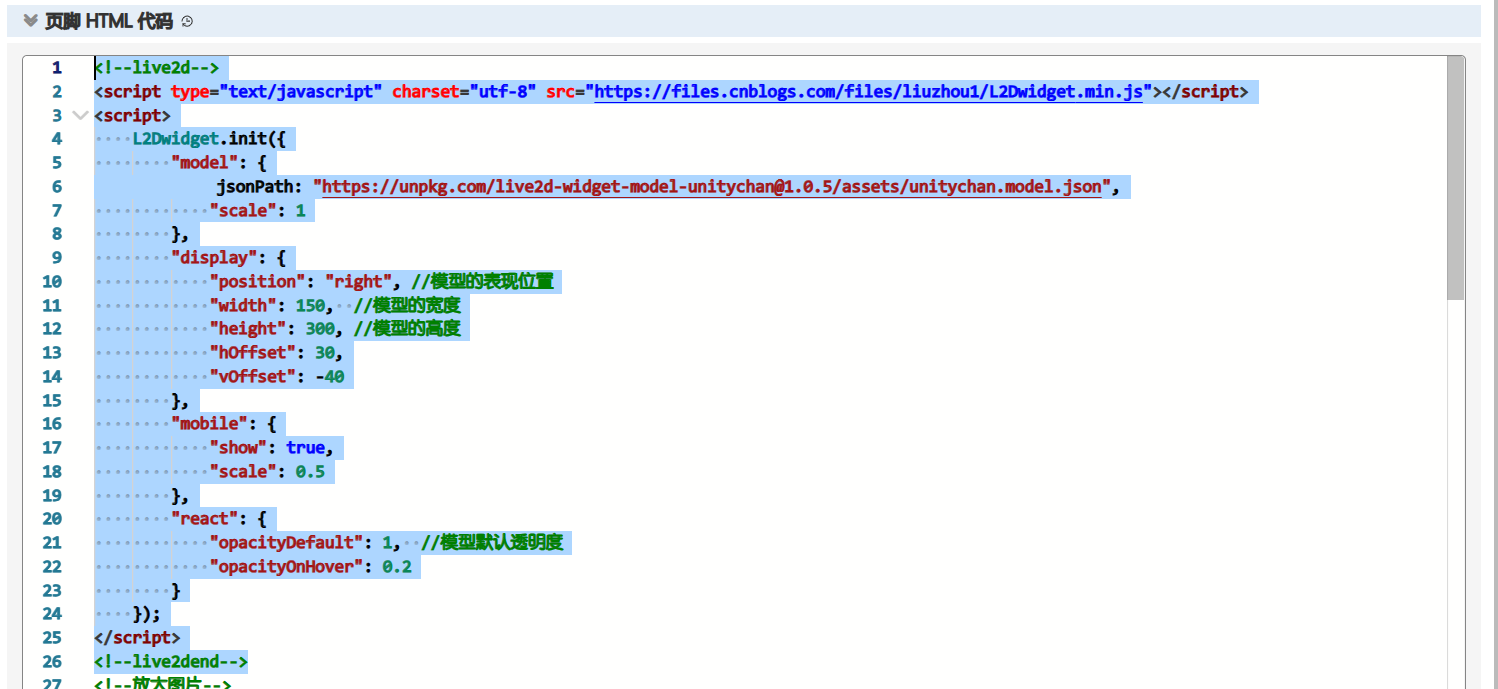 页脚 HTML 代码
1 <!--live2d-->
2 <script type="text/javascript" charset="utf-8" src="https://files.cnblogs.com/files/liuzhou1/L2Dwidget.min.js"></script>
3 <script>
4 L2Dwidget.init({
5 "model": {
6 jsonPath: "https://unpkg.com/live2d-widget-model-unitychan@1.0.5/assets/unitychan.model.json",
7 "scale": 1
8 },
9 "display": {
10 "position": "right", //模型的表现位置
11 "width": 150, //模型的宽度
12 "height": 300, //模型的高度
13 "hOffset": 30,
14 "vOffset": -40
15 },
16 "mobile": {
17 "show": true,
18 "scale": 0.5
19 },
20 "react": {
21 "opacityDefault": 1, //模型默认透明度
22 "opacityOnHover": 0.2
23 }
24 });
25 </script>
26 <!--live2dend-->
27 <!--放大图片-->